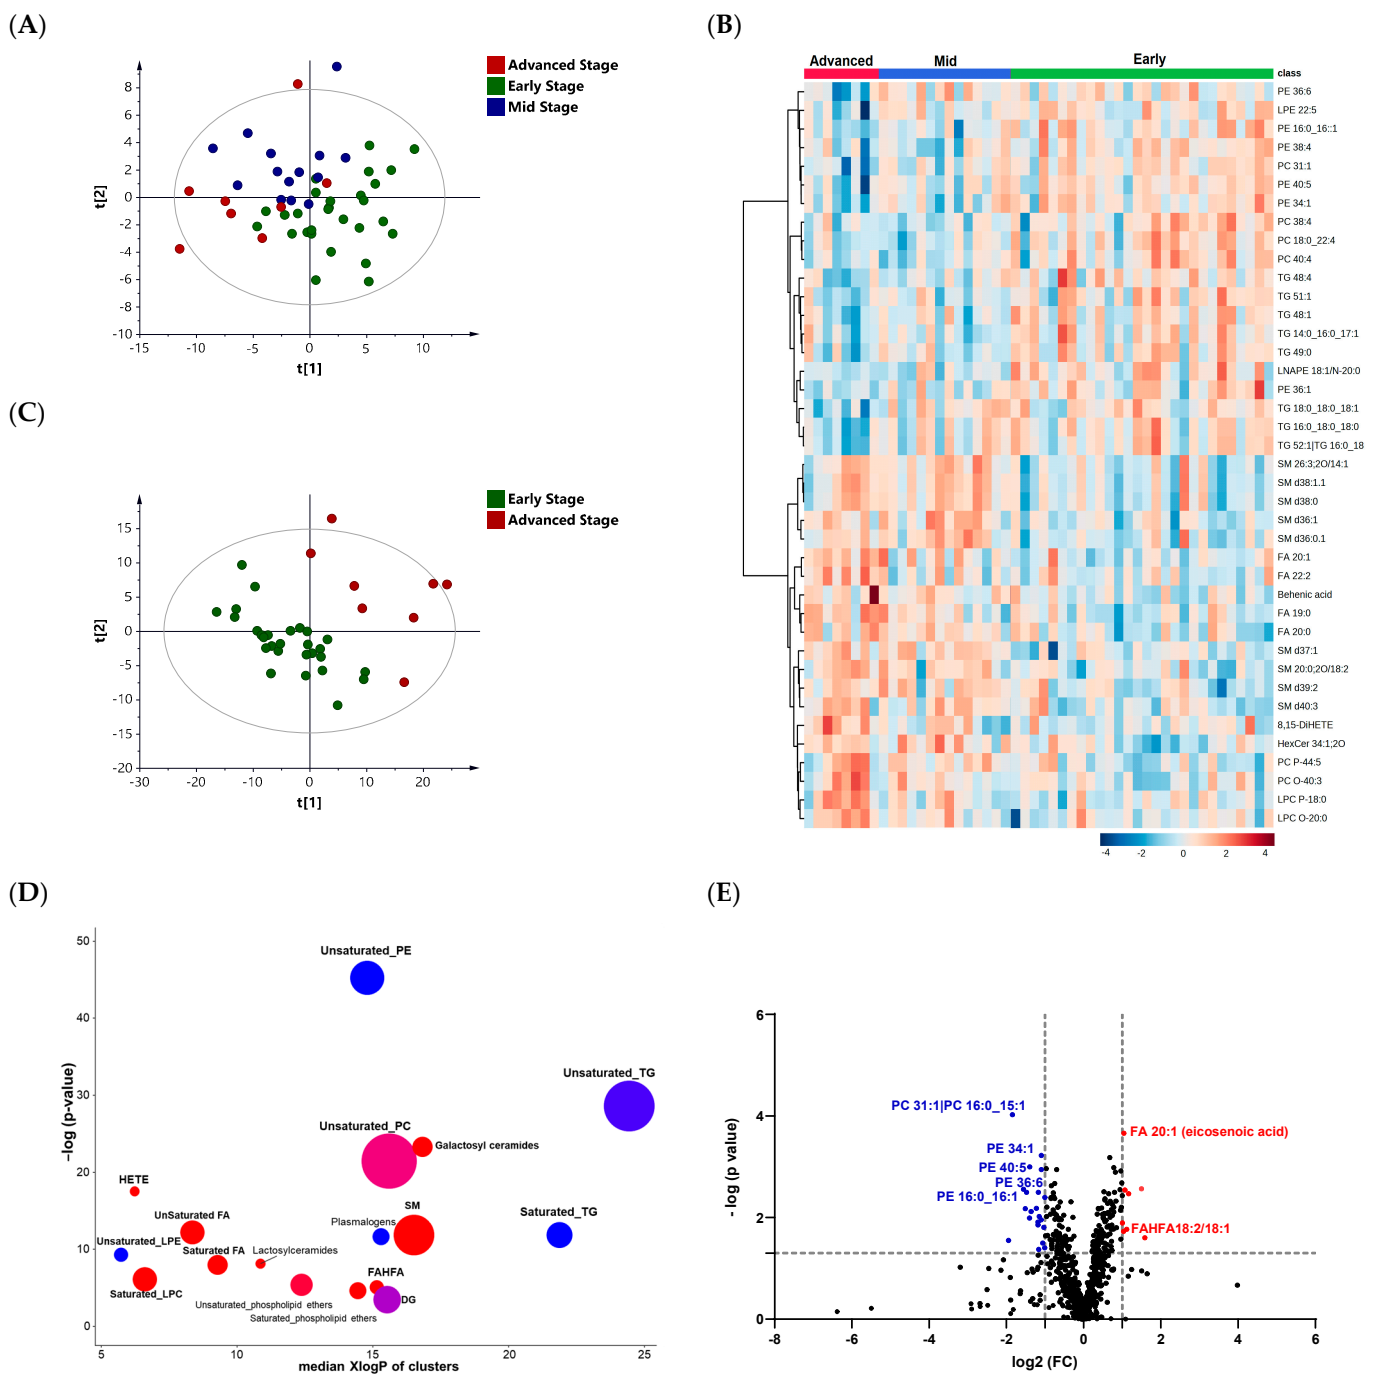 (A)
Advanced Stage
Early Stage
Mid Stage
8
6
4
2
0
-2
-4
-6
-8
-10
-15
-10
-5
0
5
10
t[2]
t[1]
(B)
Advanced
Mid
Early
class
PE 36:6
LPE 22:5
PE 16:0_16::1
PE 38:4
PC 31:1
PE 40:5
PE 34:1
PC 38:4
PC 18:0_22:4
PC 40:4
TG 48:4
TG 51:1
TG 48:1
TG 14:0_16:0_17:1
TG 49:0
LNAPE 18:1/N-20:0
PE 36:1
TG 18:0_18:0_18:1
TG 16:0_18:0_18:0
TG 52:1|TG 16:0_18
SM 26:3;2O/14:1
SM d38:1.1
SM d38:0
SM d36:1
SM d36:0.1
FA 20:1
FA 22:2
Behenic acid
FA 19:0
FA 20:0
SM d37:1
SM 20:0;2O/18:2
SM d39:2
SM d40:3
8,15-DiHETE
HexCer 34:1;2O
PC P-44:5
PC O-40:3
LPC P-18:0
LPC O-20:0
-4
-2
0
2
4
(C)
Early Stage
Advanced Stage
15
10
5
0
-5
-10
-15
-20
-30
-20
-10
0
10
20
t[2]
t[1]
(D)
50
40
30
20
10
0
5
10
15
20
25
−log (p-value)
median XlogP of clusters
Unsaturated_PE
Unsaturated_TG
Unsaturated_PC
Galactosyl ceramides
HETE
SM
Saturated_TG
Plasmalogens
UnSaturated FA
Unsaturated_LPE
Saturated FA
Lactosylceramides
FAHFA
Saturated_LPC
DG
Unsaturated_phospholipid ethers
Saturated_phospholipid ethers
(E)
6
4
2
0
-8
-6
-4
-2
0
2
4
6
- log (p value)
log2 (FC)
PC 31:1|PC 16:0_15:1
FA 20:1 (eicosenoic acid)
PE 34:1
PE 40:5
PE 36:6
PE 16:0_16:1
FAHFA18:2/18:1